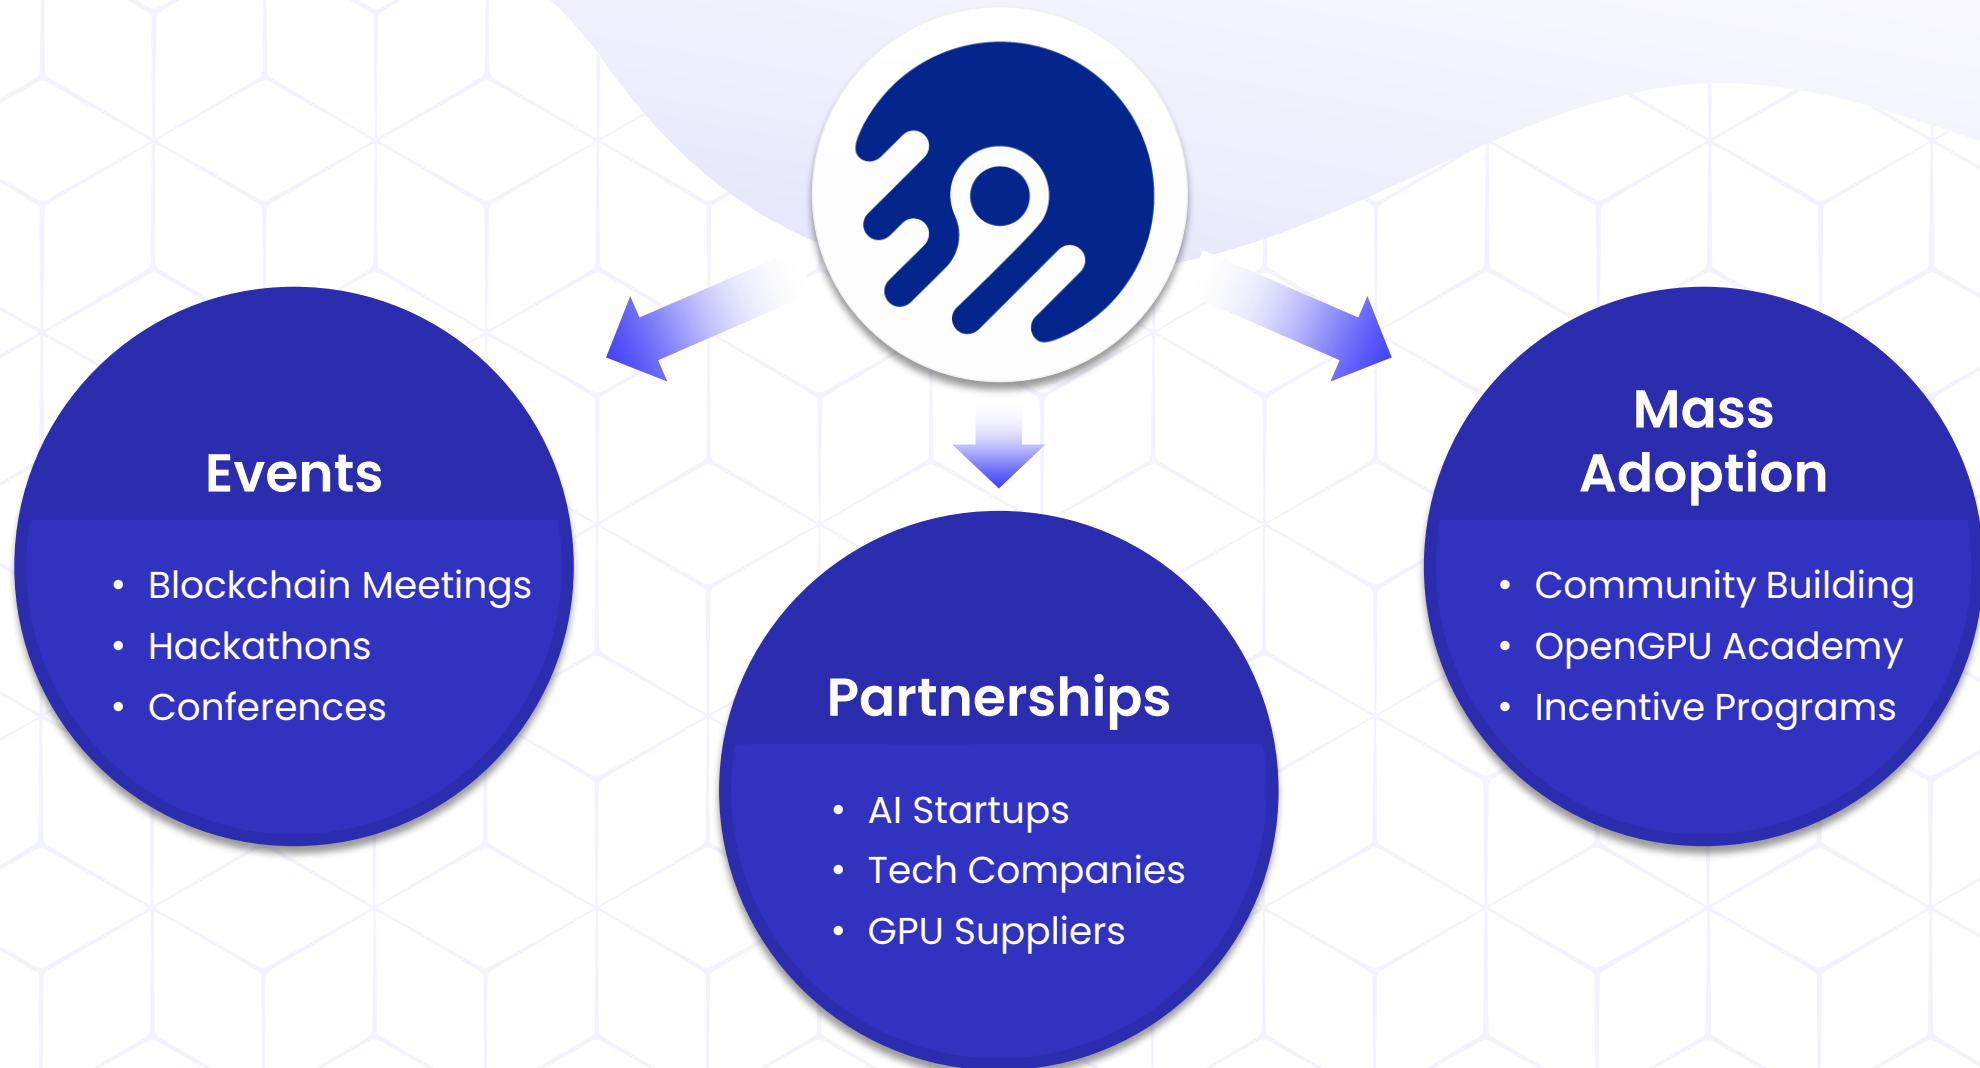 Events
• Blockchain Meetings
• Hackathons
• Conferences
Partnerships
• AI Startups
• Tech Companies
• GPU Suppliers
Mass
Adoption
• Community Building
• OpenGPU Academy
• Incentive Programs